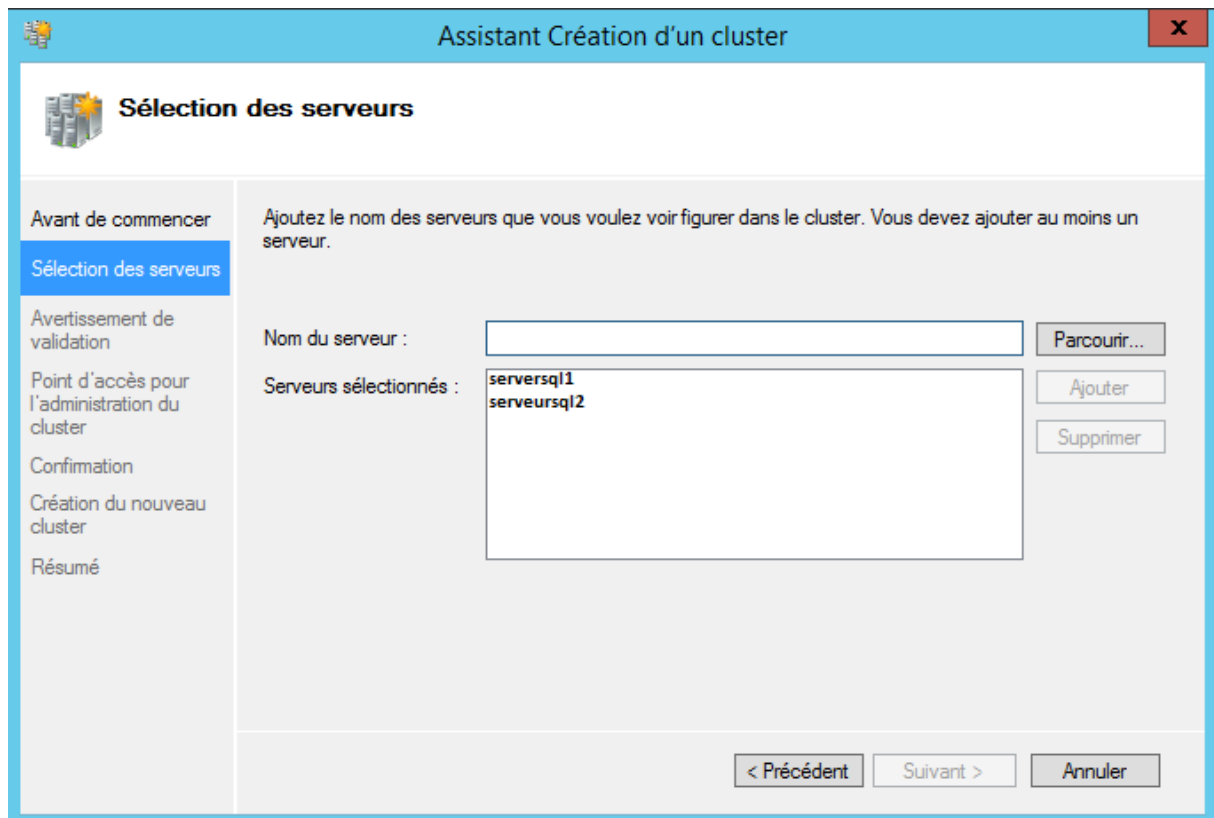 Assistant Création d'un cluster
x
Sélection des serveurs
Avant de commencer
Sélection des serveurs
Avertissement de
validation
Point d'accès pour
l'administration du
cluster
Confirmation
Création du nouveau
cluster
Résumé
Ajoutez le nom des serveurs que vous voulez voir figurer dans le cluster. Vous devez ajouter au moins un
serveur.
Nom du serveur :
Parcourir...
Serveurs sélectionnés :
serversql1
serveursql2
Ajouter
Supprimer
< Précédent
Suivant >
Annuler